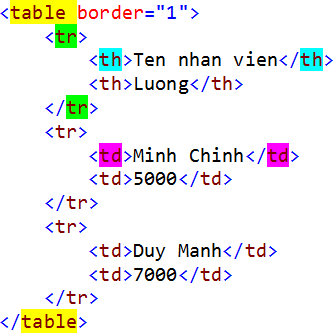 <table border="1">
<tr>
<th>Ten nhan vien</th>
<th>Luong</th>
</tr>
<tr>
<td>Minh Chinh</td>
<td>5000</td>
</tr>
<tr>
<td>Duy Manh</td>
<td>7000</td>
</tr>
</table>